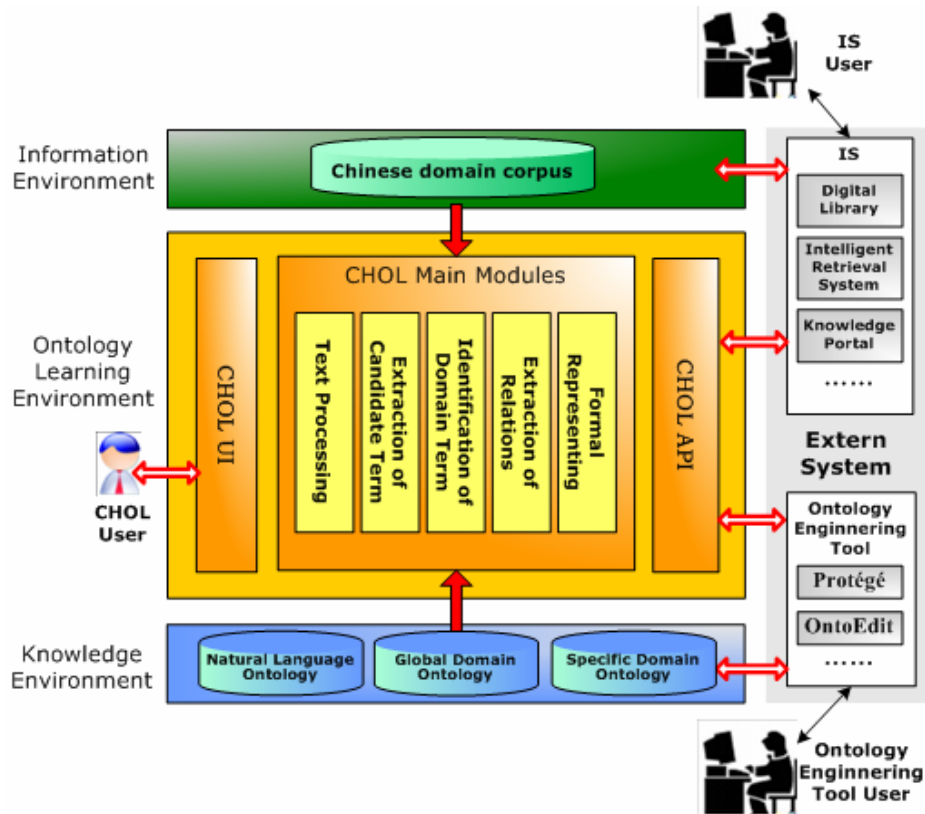 IS
User
Information
Environment
Chinese domain corpus
IS
Digital
Library
Intelligent
Retrieval
System
Knowledge
Portal
......
Ontology
Learning
Environment
CHOL UI
CHOL Main Modules
Text Processing
Extraction of
Candidate Term
Identification of
Domain Term
Extraction of
Relations
Formal
Representing
CHOL API
CHOL
User
Extern
System
Ontology
Enginnering
Tool
Protégé
OntoEdit
......
Knowledge
Environment
Natural Language
Ontology
Global Domain
Ontology
Specific Domain
Ontology
Ontology
Enginnering
Tool User